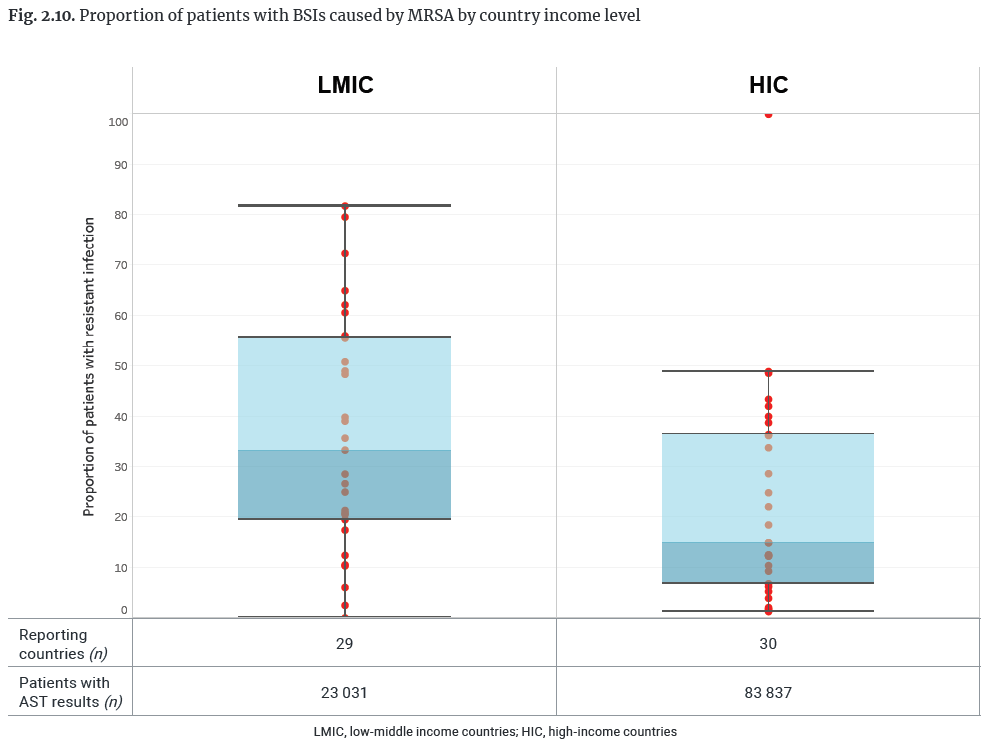 Fig. 2.10. Proportion of patients with BSIs caused by MRSA by country income level
LMIC
HIC
Proportion of patients with resistant infection
100
90
80
70
60
50
40
30
20
10
0
Reporting
countries (n)
29
30
Patients with
AST results (n)
23 031
83 837
LMIC, low-middle income countries; HIC, high-income countries